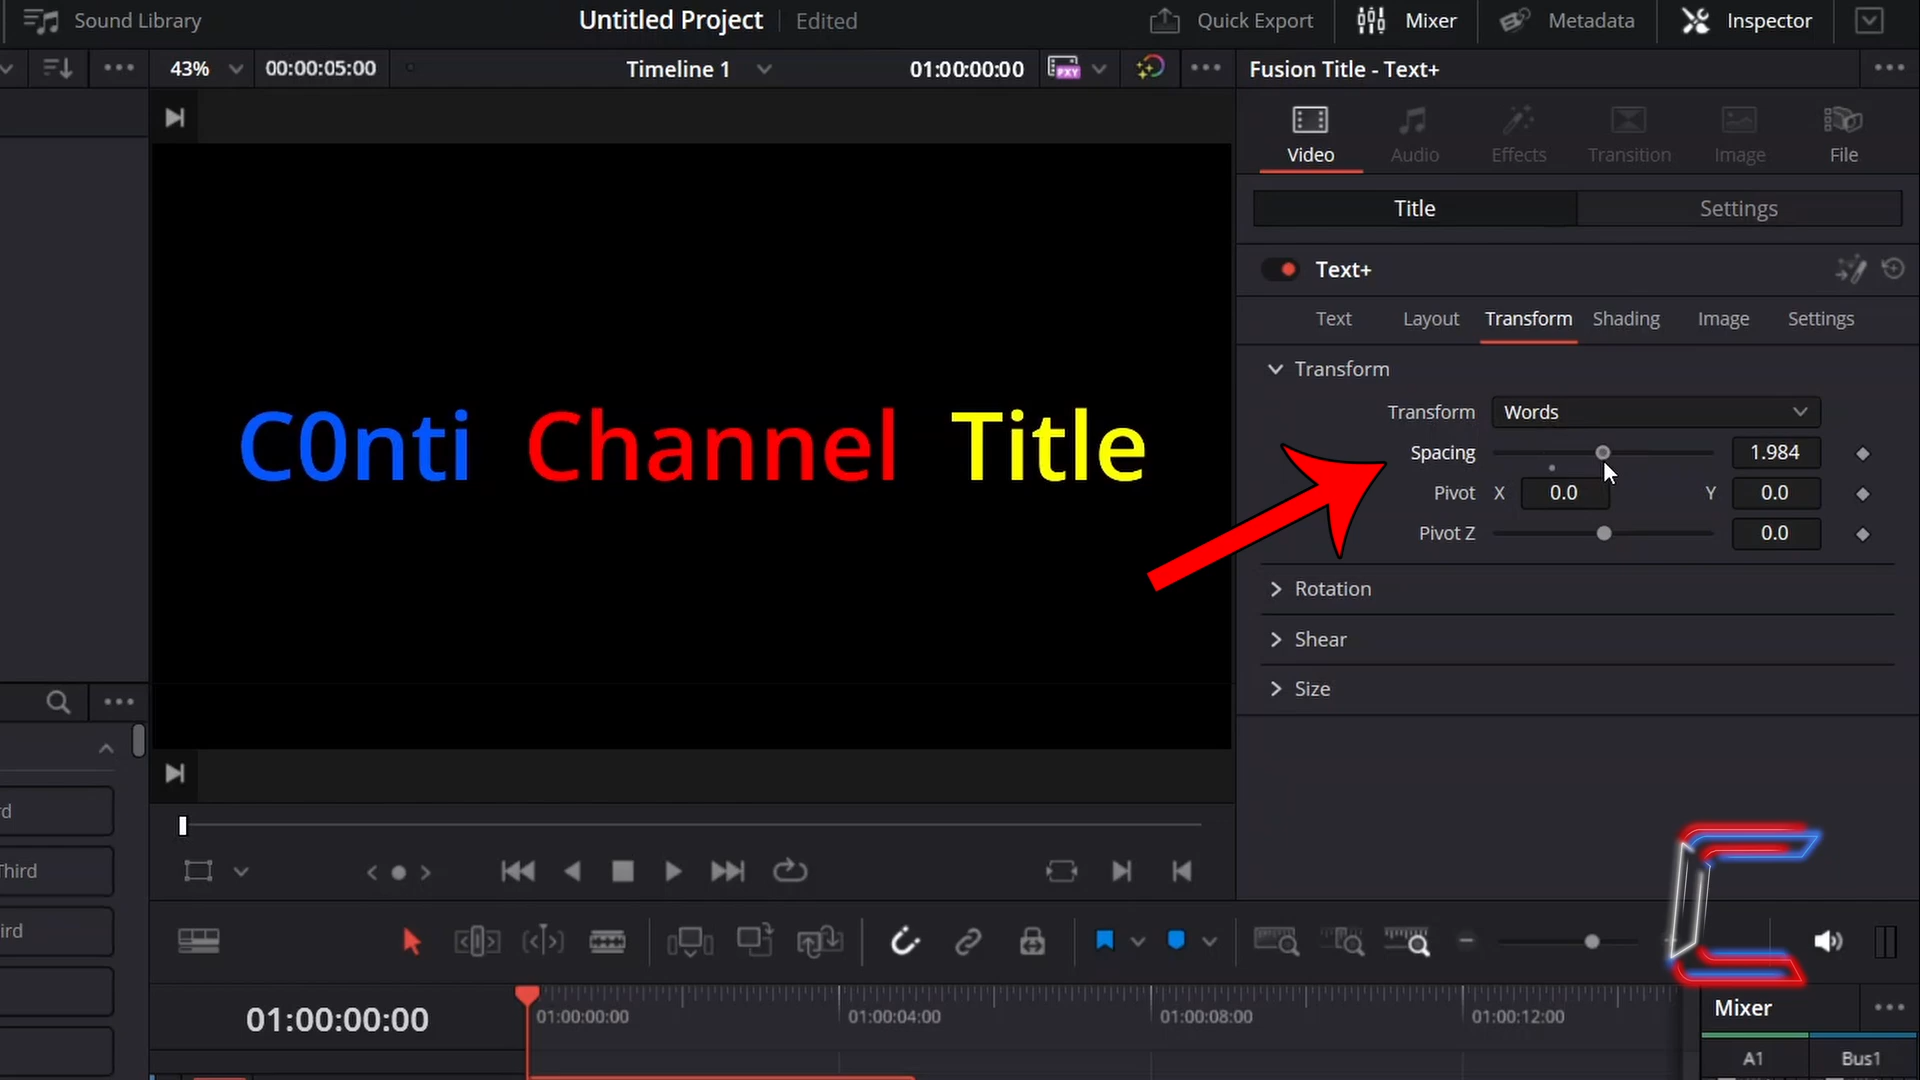 Sound Library
Untitled Project Edited
Quick Export Mixer Metadata Inspector
43% 00:00:05:00 Timeline 1 01:00:00:00 PXY Fusion Title - Text+
Video Audio Effects Transition Image File
Title Settings
Text+
Text Layout Transform Shading Image Settings
Transform
Transform Words
Spacing 1.984
Pivot X 0.0 Y 0.0
Pivot Z 0.0
Rotation
Shear
Size
C0nti Channel Title
rd
Third
ird
01:00:00:00
01:00:00:00 01:00:04:00 01:00:08:00 01:00:12:00
Mixer
A1 Bus1